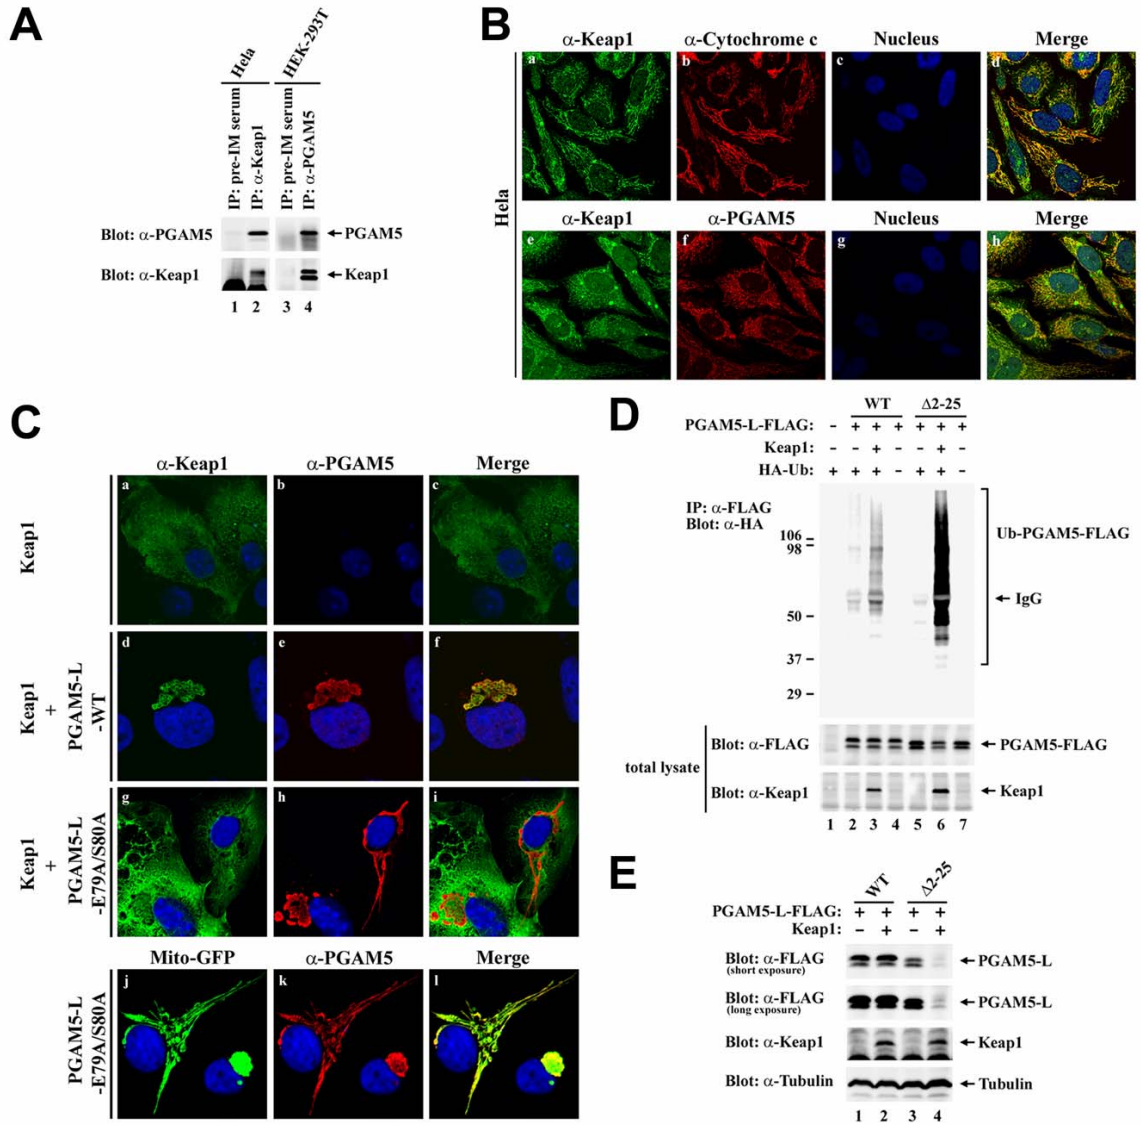 A
Hela
HEK-293T
IP: pre-IM serum
IP: α-Keap1
IP: pre-IM serum
IP: α-PGAM5
Blot: α-PGAM5
PGAM5
Blot: α-Keap1
Keap1
1 2 3 4
B
α-Keap1 α-Cytochrome c Nucleus Merge
a b c d
Hela
α-Keap1 α-PGAM5 Nucleus Merge
e f g h
C
α-Keap1 α-PGAM5 Merge
Keap1
a b c
Keap1
+
PGAM5-L
-WT
d e f
Keap1
+
PGAM5-L
-E79A/S80A
g h i
Mito-GFP α-PGAM5 Merge
PGAM5-L
-E79A/S80A
j k l
D
WT Δ2-25
PGAM5-L-FLAG: - + + + + + +
Keap1: - - + - - + -
HA-Ub: + + + - + + -
IP: α-FLAG
Blot: α-HA
106
98
50
37
29
Ub-PGAM5-FLAG
IgG
total lysate
Blot: α-FLAG
PGAM5-FLAG
Blot: α-Keap1
Keap1
1 2 3 4 5 6 7
E
WT Δ2-25
PGAM5-L-FLAG: + + + +
Keap1: - + - +
Blot: α-FLAG
(short exposure)
PGAM5-L
Blot: α-FLAG
(long exposure)
PGAM5-L
Blot: α-Keap1
Keap1
Blot: α-Tubulin
Tubulin
1 2 3 4